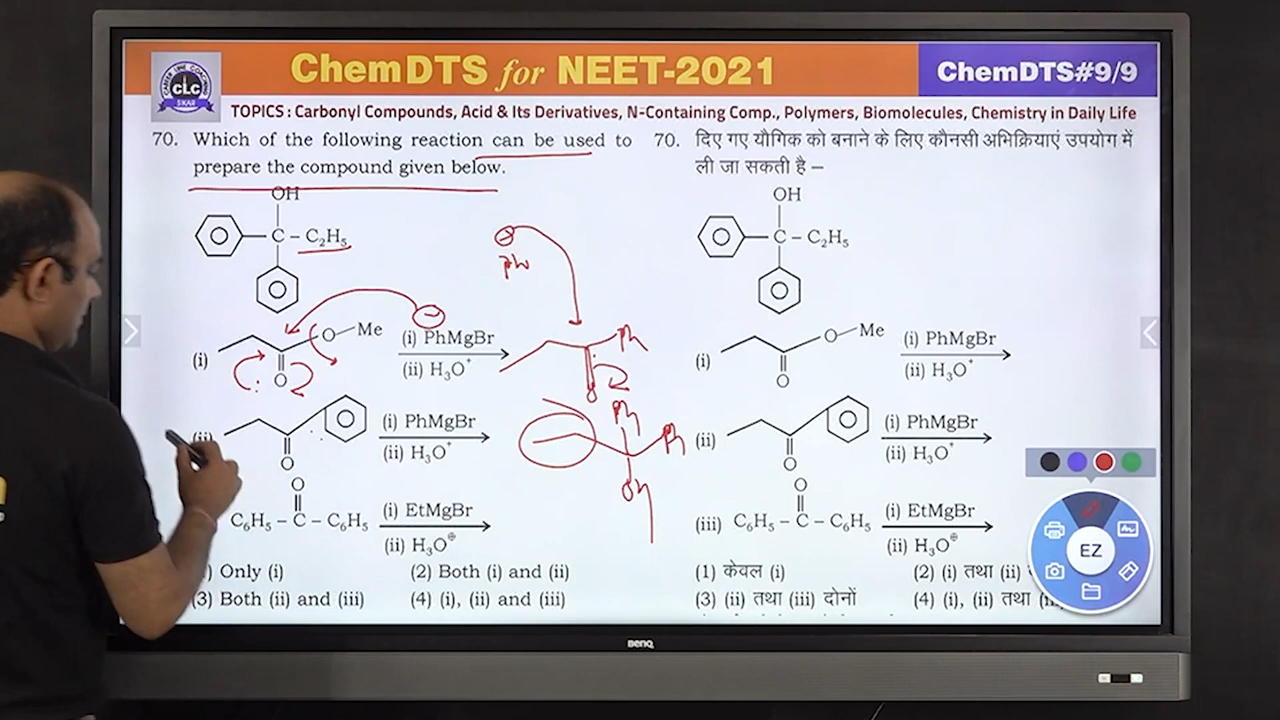 ChemDTS for NEET-2021
ChemDTS#9/9
CAREER LINE COACHING
CLC
SIKAR
TOPICS : Carbonyl Compounds, Acid & Its Derivatives, N-Containing Comp., Polymers, Biomolecules, Chemistry in Daily Life
70. Which of the following reaction can be used to
prepare the compound given below.
OH
C – C₂H₅
⊖
Ph
(i)
O
O
Me
(i) PhMgBr
(ii) H₃O⁺
Ph
O
(ii)
O
(i) PhMgBr
(ii) H₃O⁺
Ph
Ph
OH
O
C₆H₅ – C – C₆H₅
(i) EtMgBr
(ii) H₃O⊕
Only (i)
(2) Both (i) and (ii)
(3) Both (ii) and (iii)
(4) (i), (ii) and (iii)
70. दिए गए यौगिक को बनाने के लिए कौनसी अभिक्रियाएं उपयोग में
ली जा सकती है –
OH
C – C₂H₅
(i)
O
O
Me
(i) PhMgBr
(ii) H₃O⁺
(ii)
O
(i) PhMgBr
(ii) H₃O⁺
O
(iii) C₆H₅ – C – C₆H₅
(i) EtMgBr
(ii) H₃O⊕
(1) केवल (i)
(2) (i) तथा (ii)
(3) (ii) तथा (iii) दोनों
(4) (i), (ii) तथा
EZ
BenQ